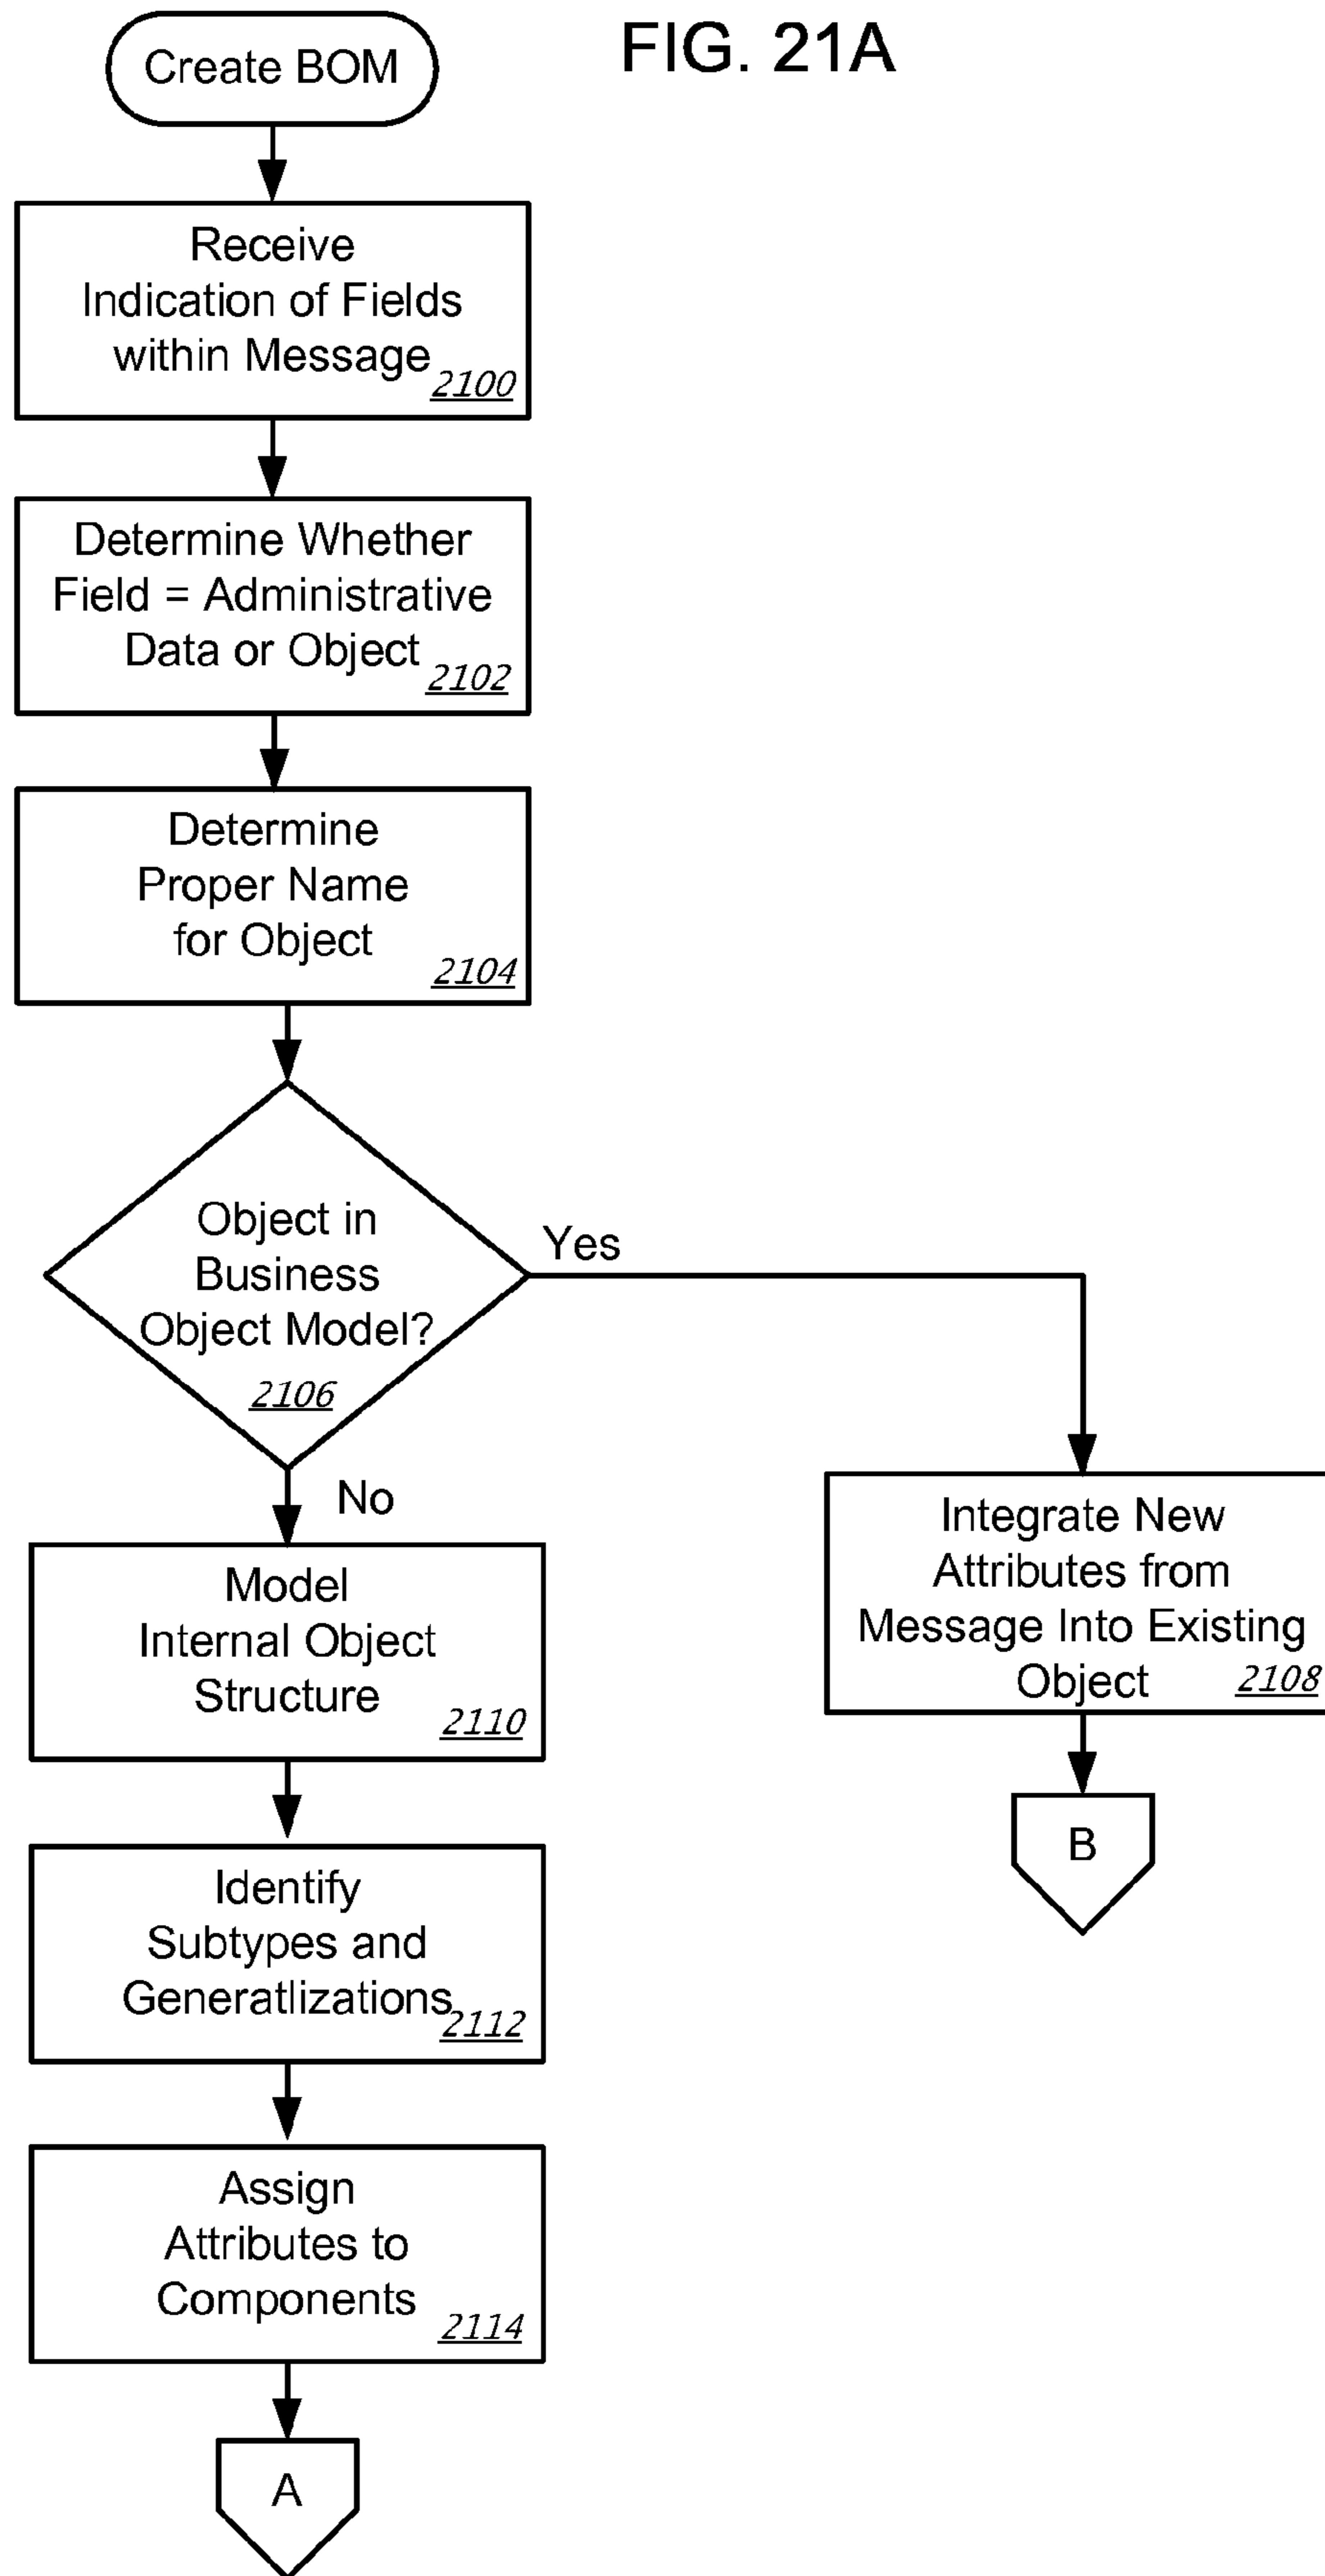 FIG. 21A
Create BOM
Receive
Indication of Fields
within Message
2100
Determine Whether
Field = Administrative
Data or Object
2102
Determine
Proper Name
for Object
2104
Object in
Business
Object Model?
2106
Yes
No
Integrate New
Attributes from
Message Into Existing
Object 2108
B
Model
Internal Object
Structure
2110
Identify
Subtypes and
Generatlizations
2112
Assign
Attributes to
Components
2114
A